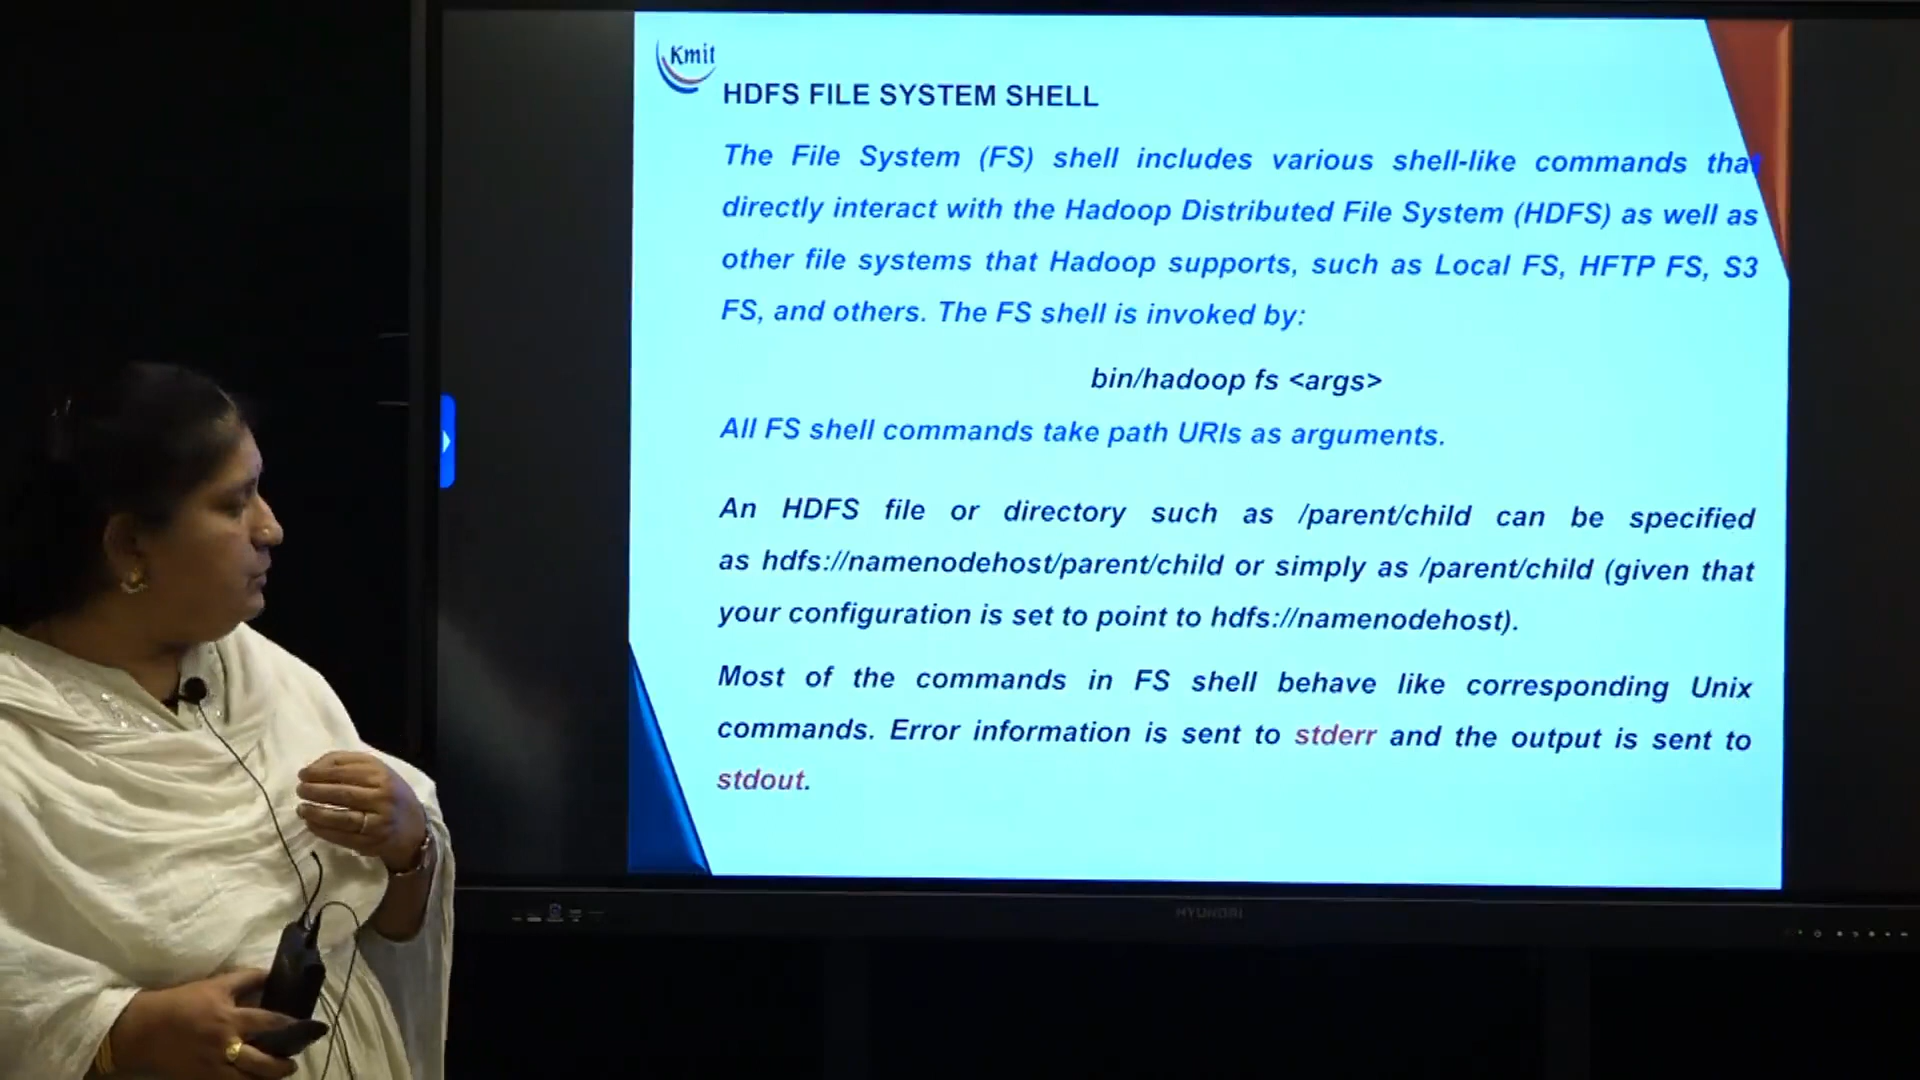 Kmit
HDFS FILE SYSTEM SHELL
The File System (FS) shell includes various shell-like commands that
directly interact with the Hadoop Distributed File System (HDFS) as well as
other file systems that Hadoop supports, such as Local FS, HFTP FS, S3
FS, and others. The FS shell is invoked by:
bin/hadoop fs <args>
All FS shell commands take path URIs as arguments.
An HDFS file or directory such as /parent/child can be specified
as hdfs://namenodehost/parent/child or simply as /parent/child (given that
your configuration is set to point to hdfs://namenodehost).
Most of the commands in FS shell behave like corresponding Unix
commands. Error information is sent to stderr and the output is sent to
stdout.
HYUNDAI